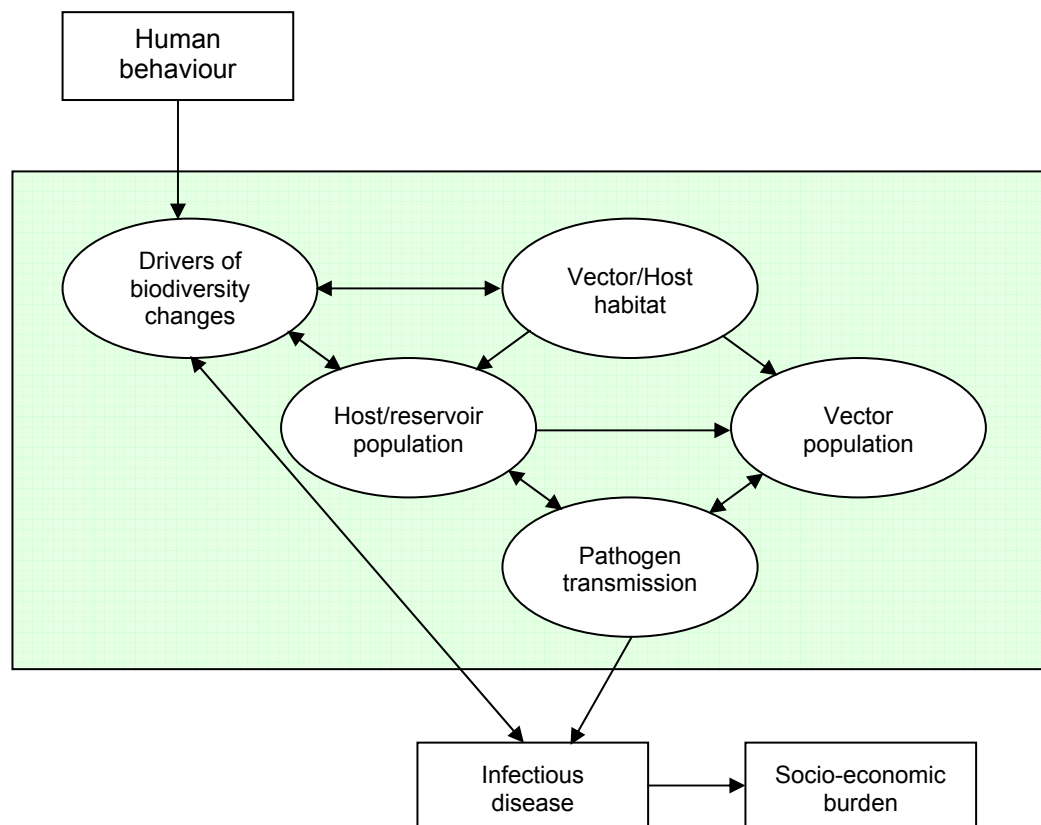 Human
behaviour
Drivers of
biodiversity
changes
Vector/Host
habitat
Host/reservoir
population
Vector
population
Pathogen
transmission
Infectious
disease
Socio-economic
burden